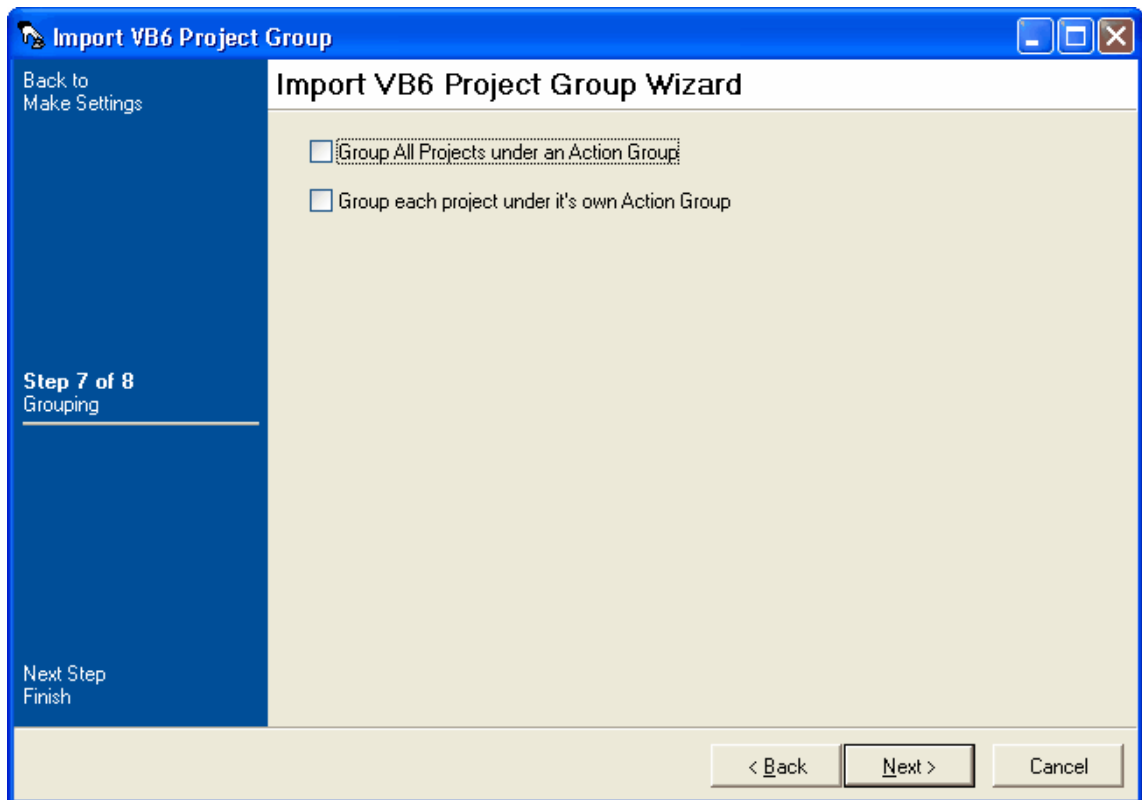 Import VB6 Project Group
Back to
Make Settings
Import VB6 Project Group Wizard
Group All Projects under an Action Group
Group each project under it's own Action Group
Step 7 of 8
Grouping
Next Step
Finish
< Back
Next >
Cancel